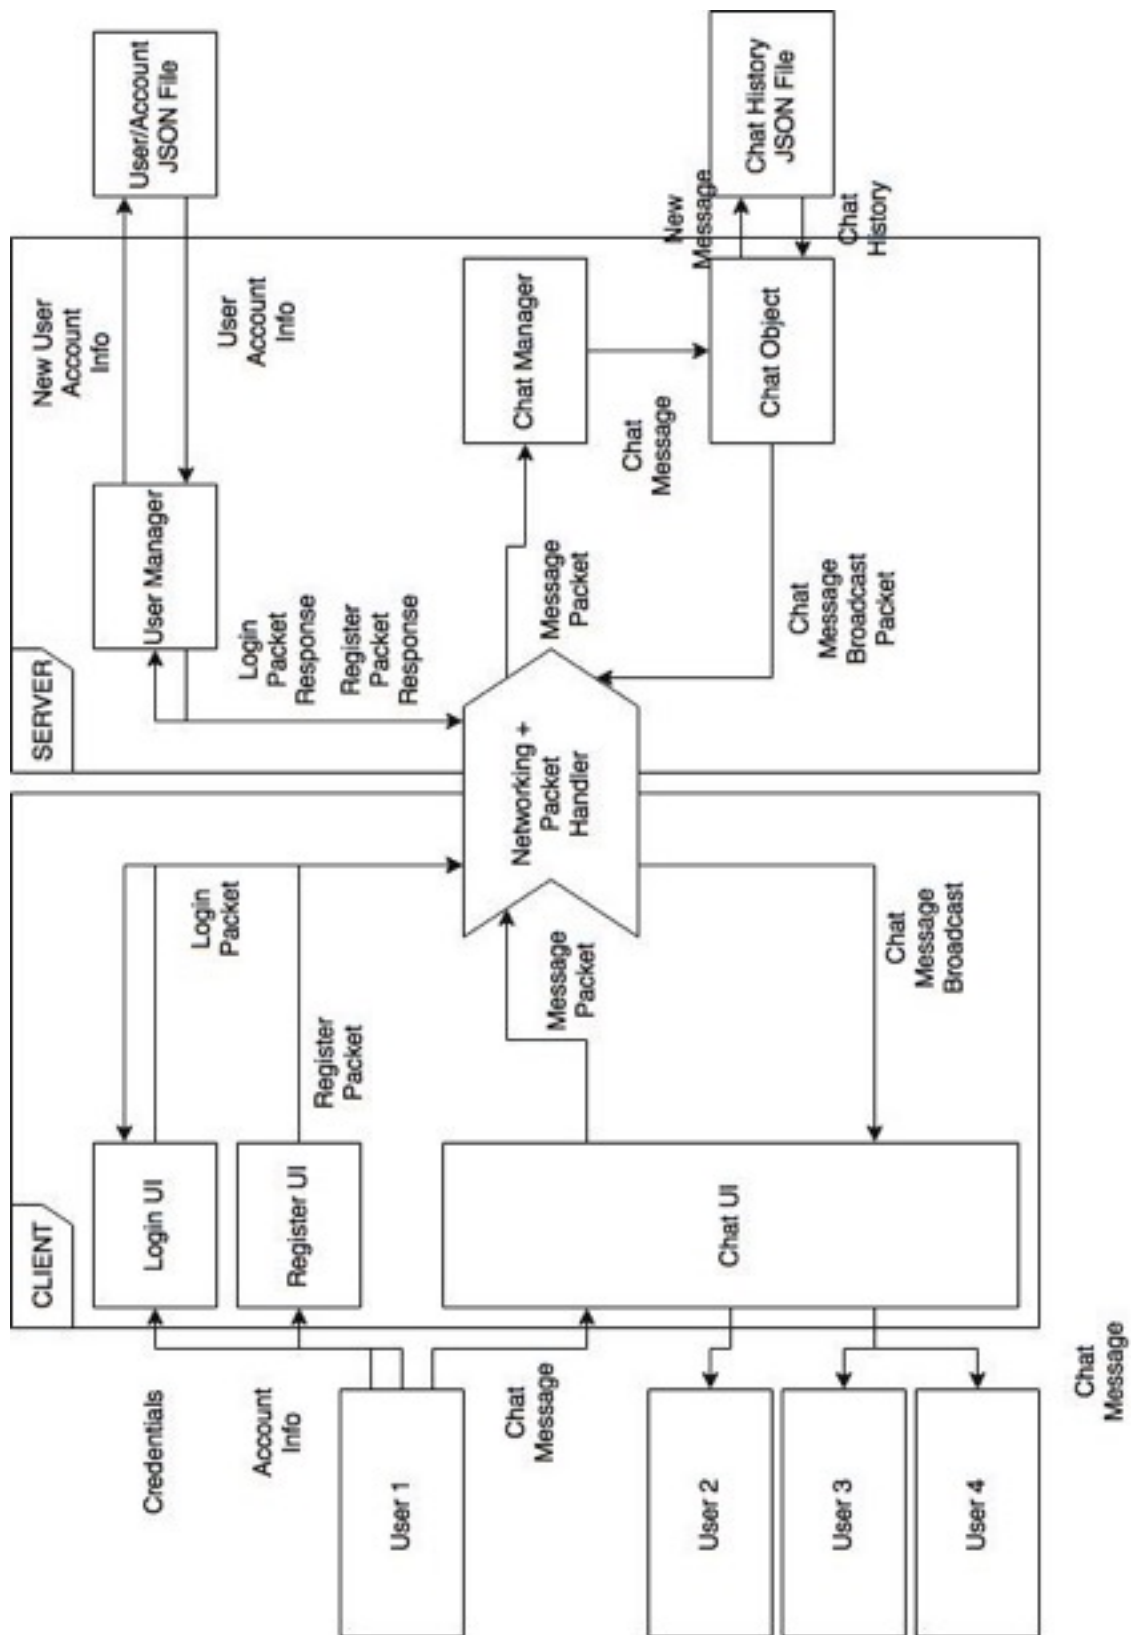 CLIENT
SERVER
Credentials
Account
Info
Chat
Message
User 1
User 2
User 3
User 4
Chat
Message
Login UI
Register UI
Chat UI
Login
Packet
Register
Packet
Message
Packet
Chat
Message
Broadcast
Networking +
Packet
Handler
Login
Packet
Response
Register
Packet
Response
Message
Packet
Chat
Message
Broadcast
Packet
User Manager
New User
Account
Info
User
Account
Info
Chat Manager
Chat
Message
Chat Object
New
Message
Chat
History
User/Account
JSON File
Chat History
JSON File